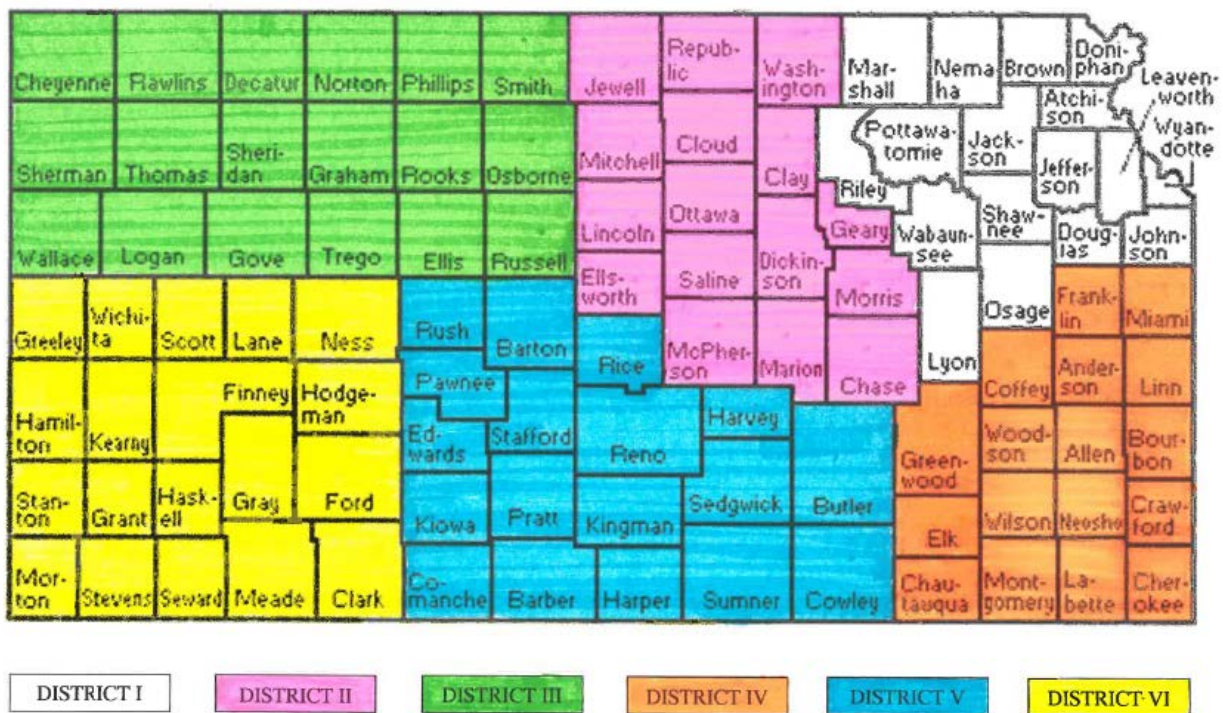 Cheyenne Rawlins Decatur Norton Phillips Smith Jewell Repub-
lic Wash-
ington Mar-
shall Nema
ha Brown Doni-
phan Leaven-
worth
Atchi-
son Wyan-
dotte
Sherman Thomas Sheri-
dan Graham Rooks Osborne Mitchell Cloud Clay Pottawa-
tomie Jack-
son Jeffer-
son
Riley
Wallace Logan Gove Trego Ellis Russell Lincoln Ottawa Geary Wabaun-
see Shaw-
nee Doug-
las John-
son
Ells-
worth Saline Dickin-
son Morris Osage Frank-
lin Miami
Greeley Wichi-
ta Scott Lane Ness Rush Barton Rice McPher-
son Marion Chase Lyon Coffey Ander-
son Linn
Hamil-
ton Kearny Finney Hodge-
man Pawnee Ed-
wards Stafford Reno Harvey Green-
wood Wood-
son Allen Bour-
bon
Stan-
ton Grant Hask-
ell Gray Ford Kiowa Pratt Kingman Sedgwick Butler Elk Wilson Neosho Craw-
ford
Mor-
ton Stevens Seward Meade Clark Co-
manche Barber Harper Sumner Cowley Chau-
tauqua Mont-
gomery La-
bette Cher-
okee
DISTRICT I DISTRICT II DISTRICT III DISTRICT IV DISTRICT V DISTRICT VI